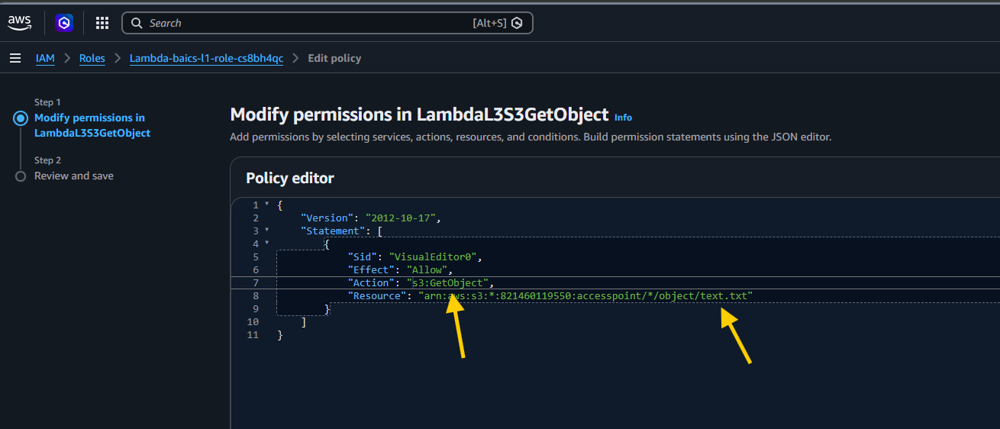 aws
Search [Alt+S]
IAM > Roles > Lambda-baics-l1-role-cs8bh4qc > Edit policy
Step 1
Modify permissions in
LambdaL3S3GetObject
Step 2
Review and save
Modify permissions in LambdaL3S3GetObject Info
Add permissions by selecting services, actions, resources, and conditions. Build permission statements using the JSON editor.
Policy editor
1 {
2 "Version": "2012-10-17",
3 "Statement": [
4 {
5 "Sid": "VisualEditor0",
6 "Effect": "Allow",
7 "Action": "s3:GetObject",
8 "Resource": "arn:aws:s3:*:821460119550:accesspoint/*/object/text.txt"
9 }
10 ]
11 }